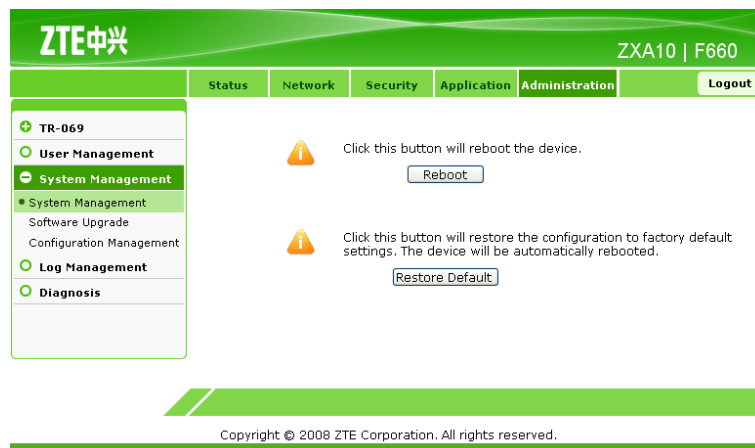 ZTE中兴
ZXA10 | F660
Status Network Security Application Administration Logout
TR-069
User Management
System Management
System Management
Software Upgrade
Configuration Management
Log Management
Diagnosis
Click this button will reboot the device.
Reboot
Click this button will restore the configuration to factory default
settings. The device will be automatically rebooted.
Restore Default
Copyright © 2008 ZTE Corporation. All rights reserved.